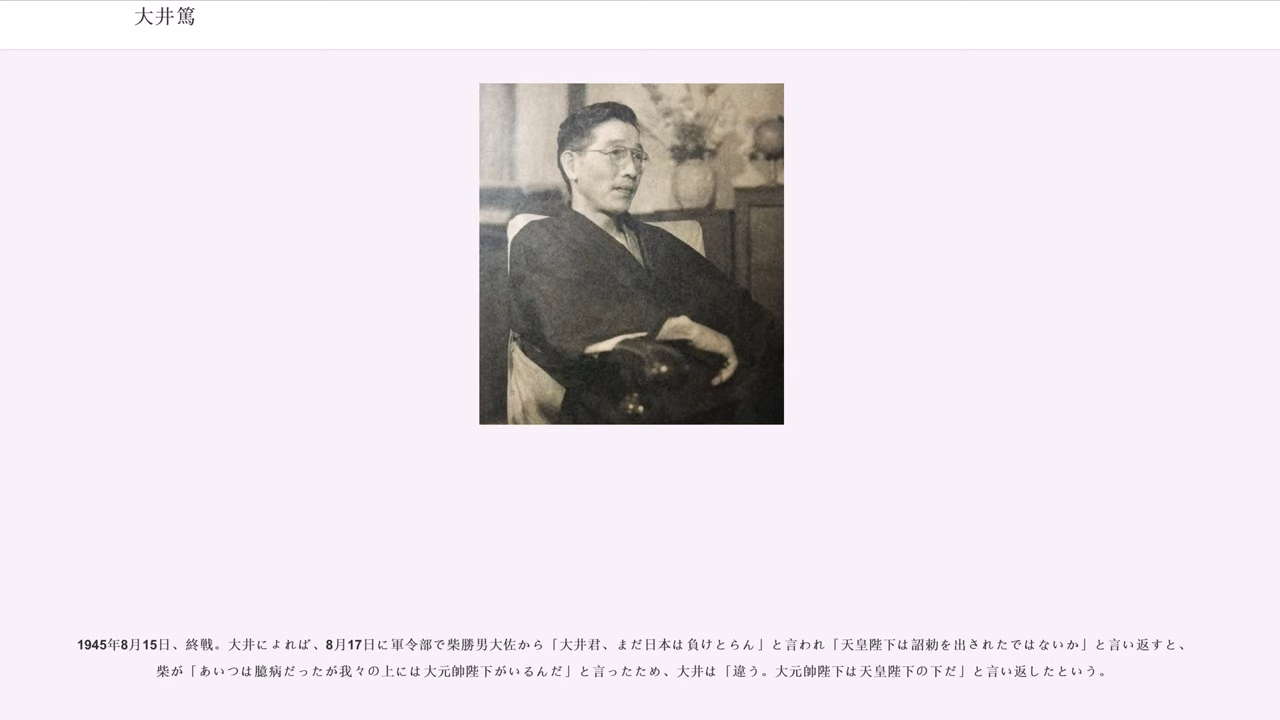 大井篤
1945年8月15日、終戦。大井によれば、8月17日に軍令部で柴勝男大佐から「大井君、まだ日本は負けとらん」と言われ「天皇陛下は詔勅を出されたではないか」と言い返すと、
柴が「あいつは臆病だったが我々の上には大元帥陛下がいるんだ」と言ったため、大井は「違う。大元帥陛下は天皇陛下の下だ」と言い返したという。